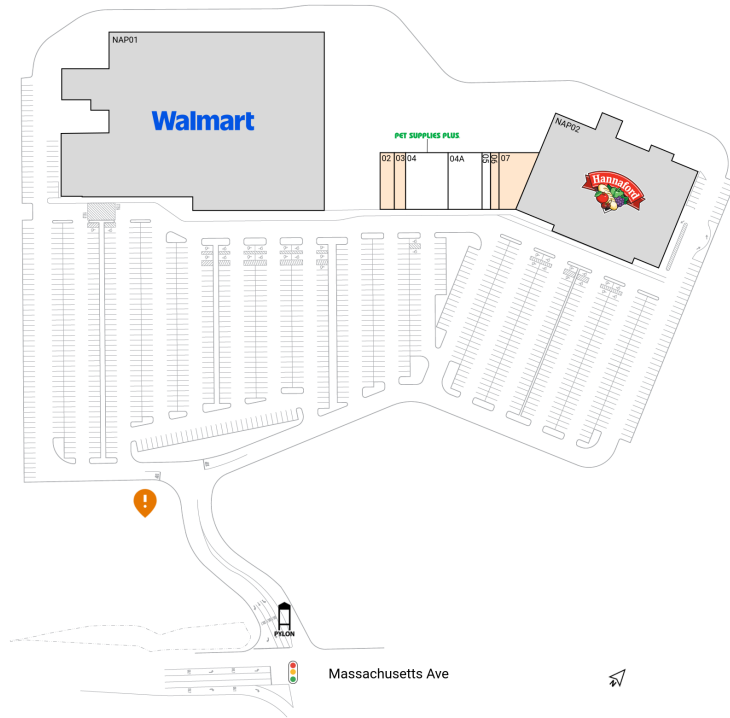 NAP01
Walmart
PET SUPPLIES PLUS
NAP02
02
03
04
04A
05
06
07
Hannaford
PYLON
Massachusetts Ave
N